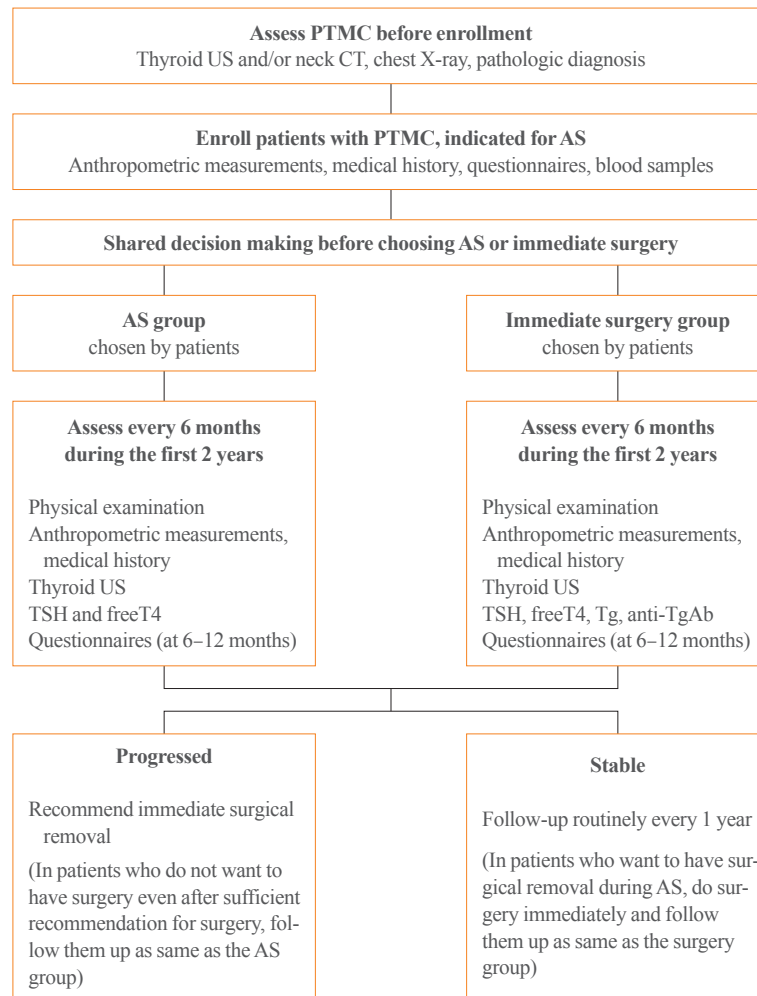 Assess PTMC before enrollment
Thyroid US and/or neck CT, chest X-ray, pathologic diagnosis
Enroll patients with PTMC, indicated for AS
Anthropometric measurements, medical history, questionnaires, blood samples
Shared decision making before choosing AS or immediate surgery
AS group
chosen by patients
Immediate surgery group
chosen by patients
Assess every 6 months
during the first 2 years
Physical examination
Anthropometric measurements,
medical history
Thyroid US
TSH and freeT4
Questionnaires (at 6–12 months)
Assess every 6 months
during the first 2 years
Physical examination
Anthropometric measurements,
medical history
Thyroid US
TSH, freeT4, Tg, anti-TgAb
Questionnaires (at 6–12 months)
Progressed
Recommend immediate surgical
removal
(In patients who do not want to
have surgery even after sufficient
recommendation for surgery, fol-
low them up as same as the AS
group)
Stable
Follow-up routinely every 1 year
(In patients who want to have sur-
gical removal during AS, do sur-
gery immediately and follow
them up as same as the surgery
group)